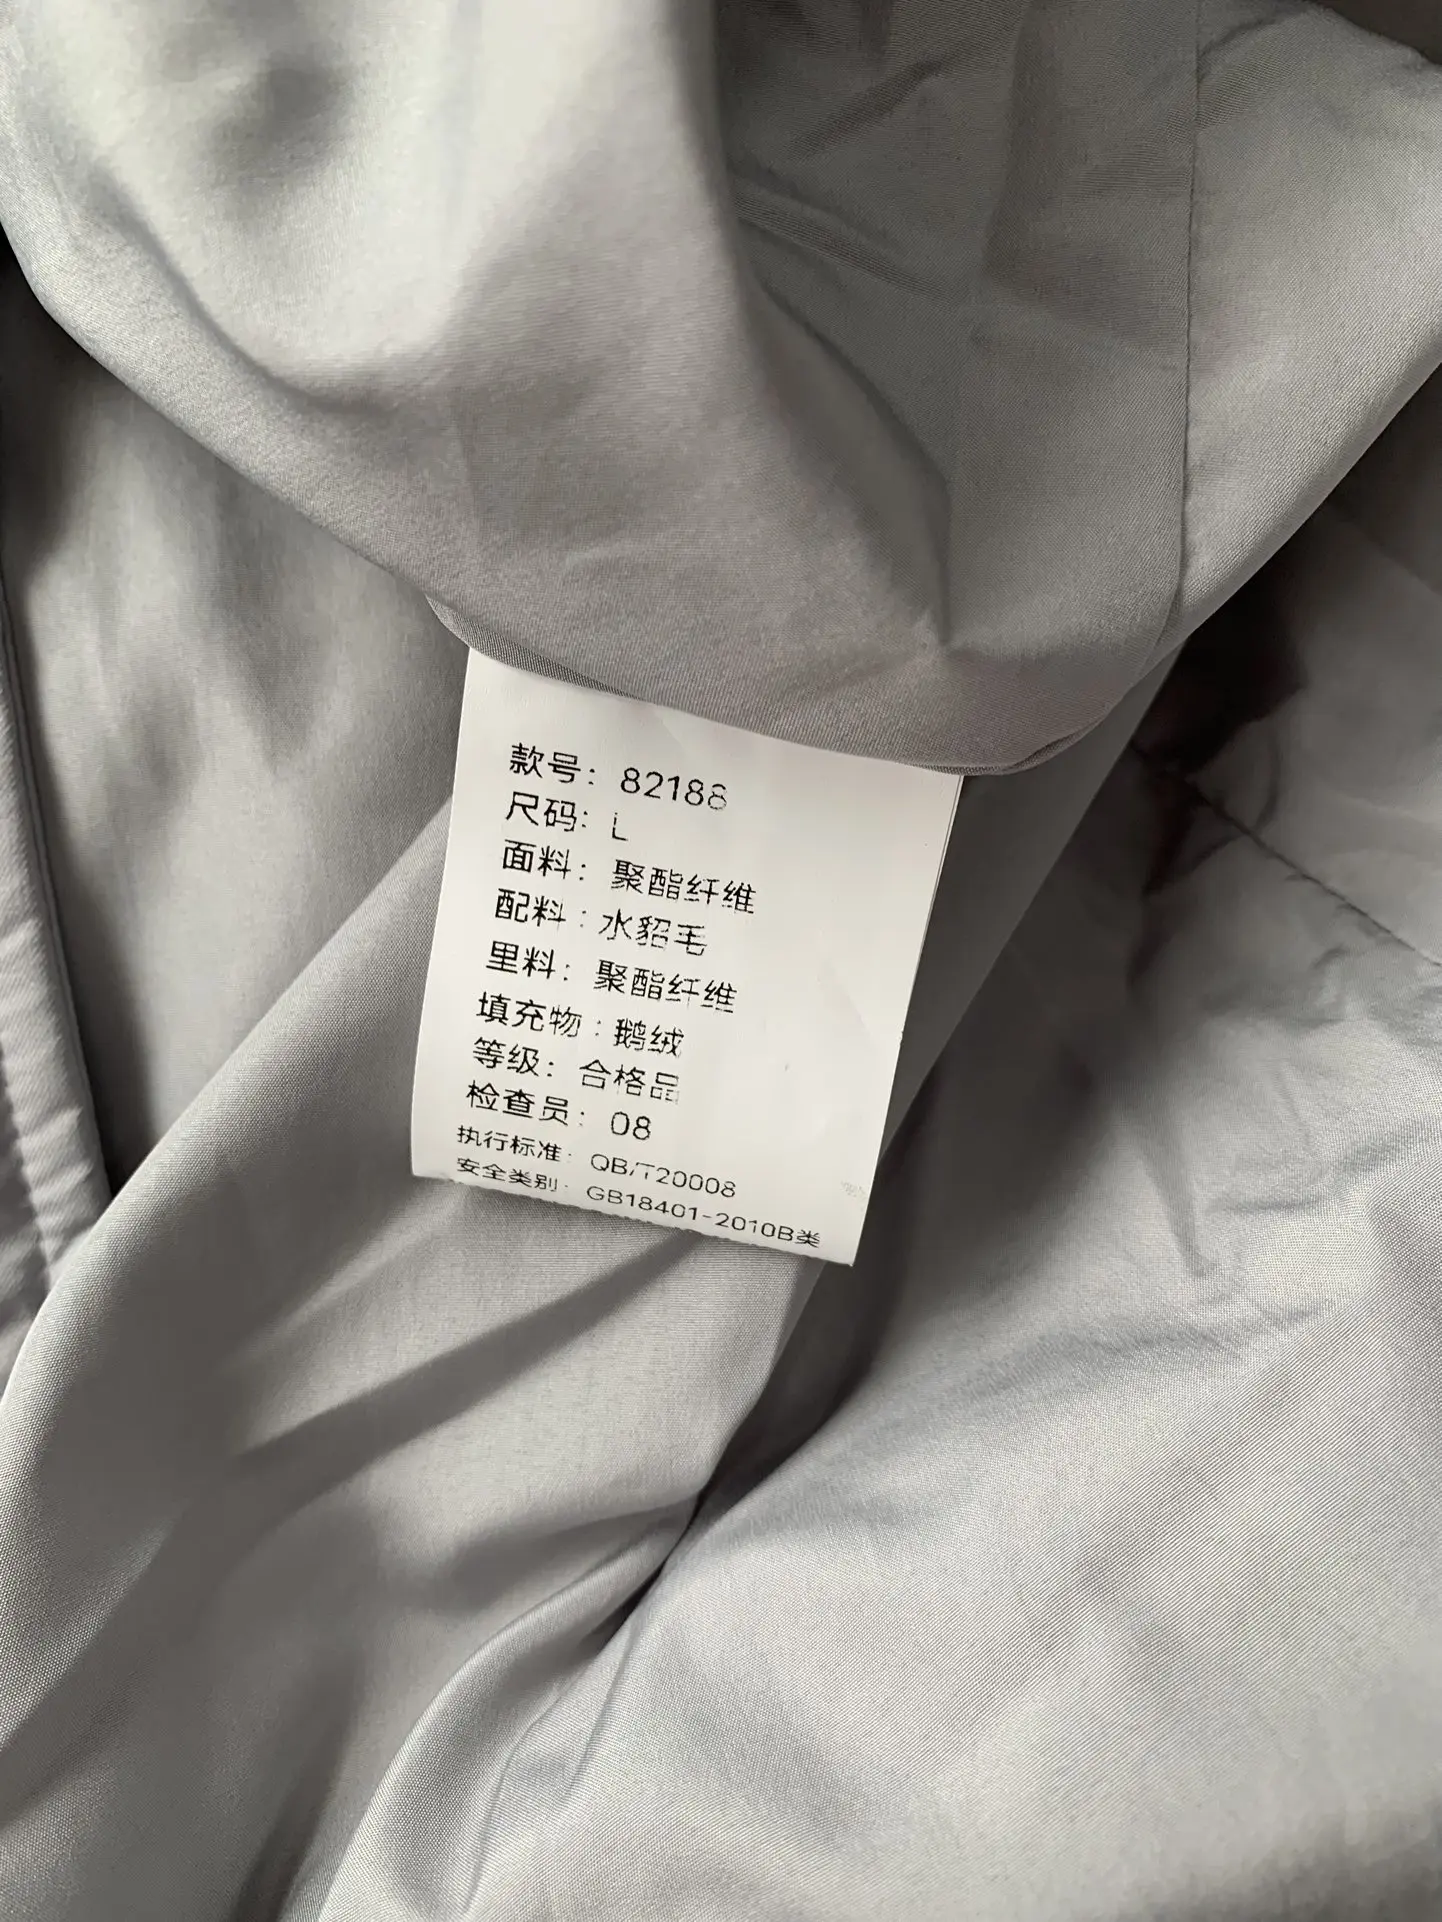 款号：82188
尺码：L
面料：聚酯纤维
配料：水貂毛
里料：聚酯纤维
填充物：鹅绒
等级：合格品
检查员：08
执行标准：QB/T20008
安全类别：GB18401-2010B类